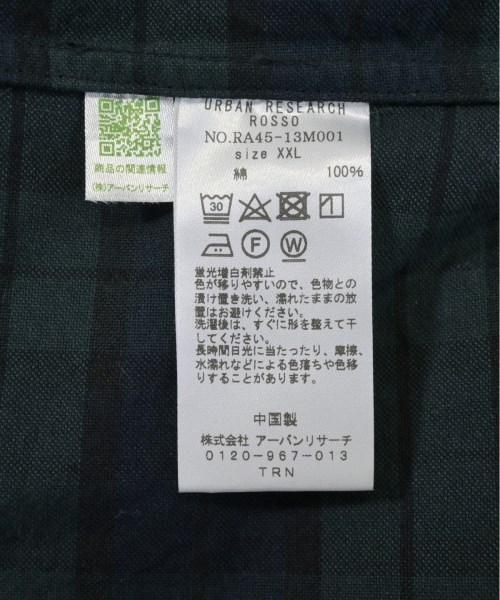 商品の関連情報
(株)アーバンリサーチ
URBAN RESEARCH
ROSSO
NO.RA45-13M001
size XXL
綿 100%
30
F W
蛍光増白剤禁止
色が移りやすいので、色物との
漬け置き洗い、濡れたままの放
置はお避けください。
洗濯後は、すぐに形を整えて干
してください。
長時間日光に当たったり、摩擦、
水濡れなどによる色落ちや色移
りすることがあります。
中国製
株式会社 アーバンリサーチ
0120-967-013
TRN